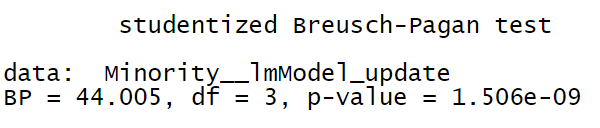 studentized Breusch-Pagan test
data:  Minority__lmModel_update
BP = 44.005, df = 3, p-value = 1.506e-09